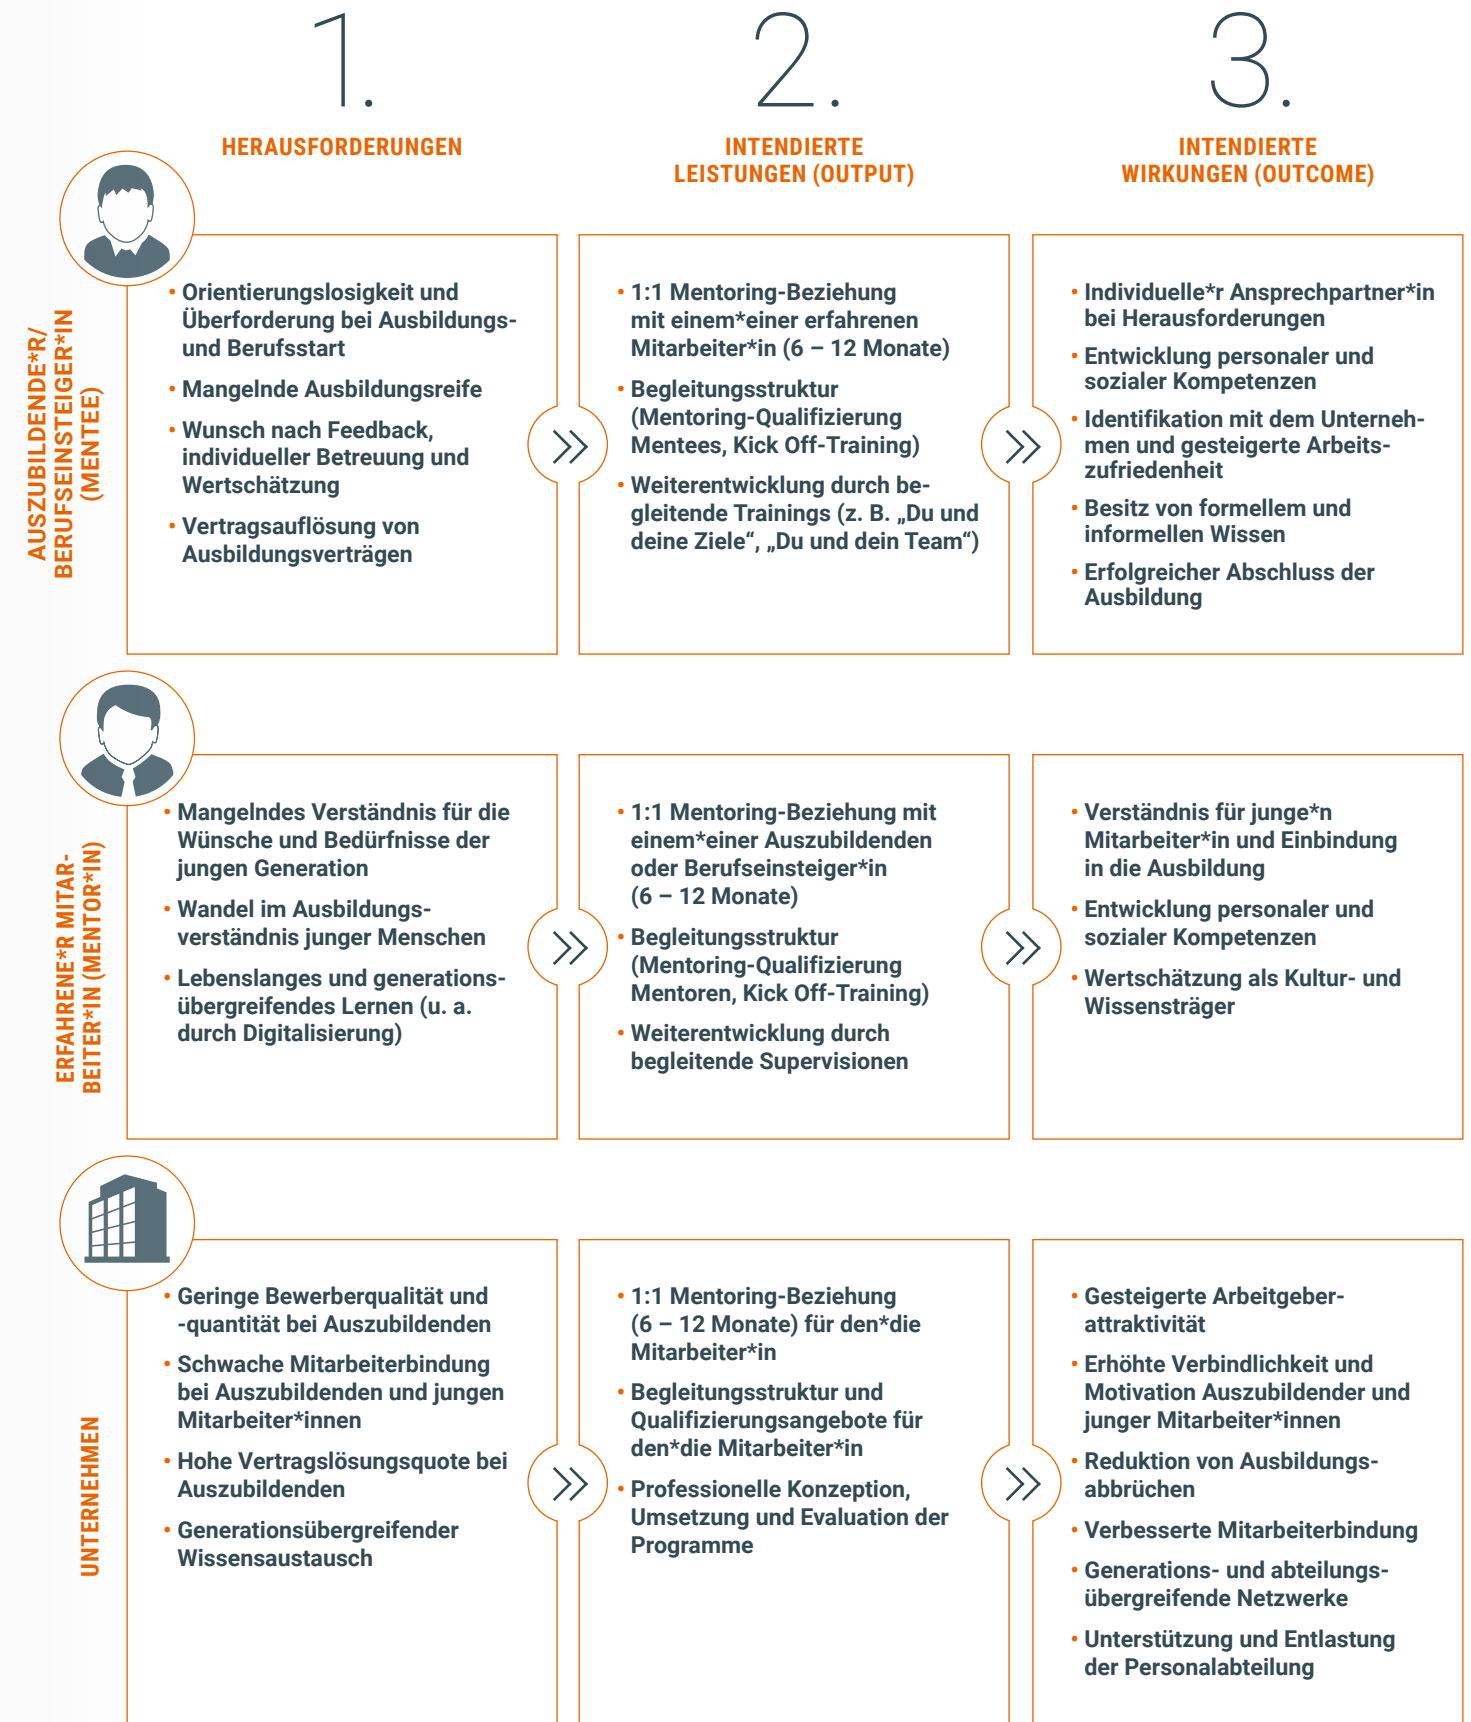 1.
2.
3.
HERAUSFORDERUNGEN
INTENDIERTE
LEISTUNGEN (OUTPUT)
INTENDIERTE
WIRKUNGEN (OUTCOME)
AUSZUBILDENDE*R/
BERUFSEINSTEIGER*IN
(MENTEE)
• Orientierungslosigkeit und
Überforderung bei Ausbildungs-
und Berufsstart
• Mangelnde Ausbildungsreife
• Wunsch nach Feedback,
individueller Betreuung und
Wertschätzung
• Vertragsauflösung von
Ausbildungsverträgen
• 1:1 Mentoring-Beziehung
mit einem*einer erfahrenen
Mitarbeiter*in (6 – 12 Monate)
• Begleitungsstruktur
(Mentoring-Qualifizierung
Mentees, Kick Off-Training)
• Weiterentwicklung durch be-
gleitende Trainings (z. B. „Du und
deine Ziele“, „Du und dein Team“)
• Individuelle*r Ansprechpartner*in
bei Herausforderungen
• Entwicklung personaler und
sozialer Kompetenzen
• Identifikation mit dem Unterneh-
men und gesteigerte Arbeits-
zufriedenheit
• Besitz von formellem und
informellen Wissen
• Erfolgreicher Abschluss der
Ausbildung
ERFAHRENE*R MITAR-
BEITER*IN (MENTOR*IN)
• Mangelndes Verständnis für die
Wünsche und Bedürfnisse der
jungen Generation
• Wandel im Ausbildungs-
verständnis junger Menschen
• Lebenslanges und generations-
übergreifendes Lernen (u. a.
durch Digitalisierung)
• 1:1 Mentoring-Beziehung mit
einem*einer Auszubildenden
oder Berufseinsteiger*in
(6 – 12 Monate)
• Begleitungsstruktur
(Mentoring-Qualifizierung
Mentoren, Kick Off-Training)
• Weiterentwicklung durch
begleitende Supervisionen
• Verständnis für junge*n
Mitarbeiter*in und Einbindung
in die Ausbildung
• Entwicklung personaler und
sozialer Kompetenzen
• Wertschätzung als Kultur- und
Wissensträger
UNTERNEHMEN
• Geringe Bewerberqualität und
-quantität bei Auszubildenden
• Schwache Mitarbeiterbindung
bei Auszubildenden und jungen
Mitarbeiter*innen
• Hohe Vertragslösungsquote bei
Auszubildenden
• Generationsübergreifender
Wissensaustausch
• 1:1 Mentoring-Beziehung
(6 – 12 Monate) für den*die
Mitarbeiter*in
• Begleitungsstruktur und
Qualifizierungsangebote für
den*die Mitarbeiter*in
• Professionelle Konzeption,
Umsetzung und Evaluation der
Programme
• Gesteigerte Arbeitgeber-
attraktivität
• Erhöhte Verbindlichkeit und
Motivation Auszubildender und
junger Mitarbeiter*innen
• Reduktion von Ausbildungs-
abbrüchen
• Verbesserte Mitarbeiterbindung
• Generations- und abteilungs-
übergreifende Netzwerke
• Unterstützung und Entlastung
der Personalabteilung